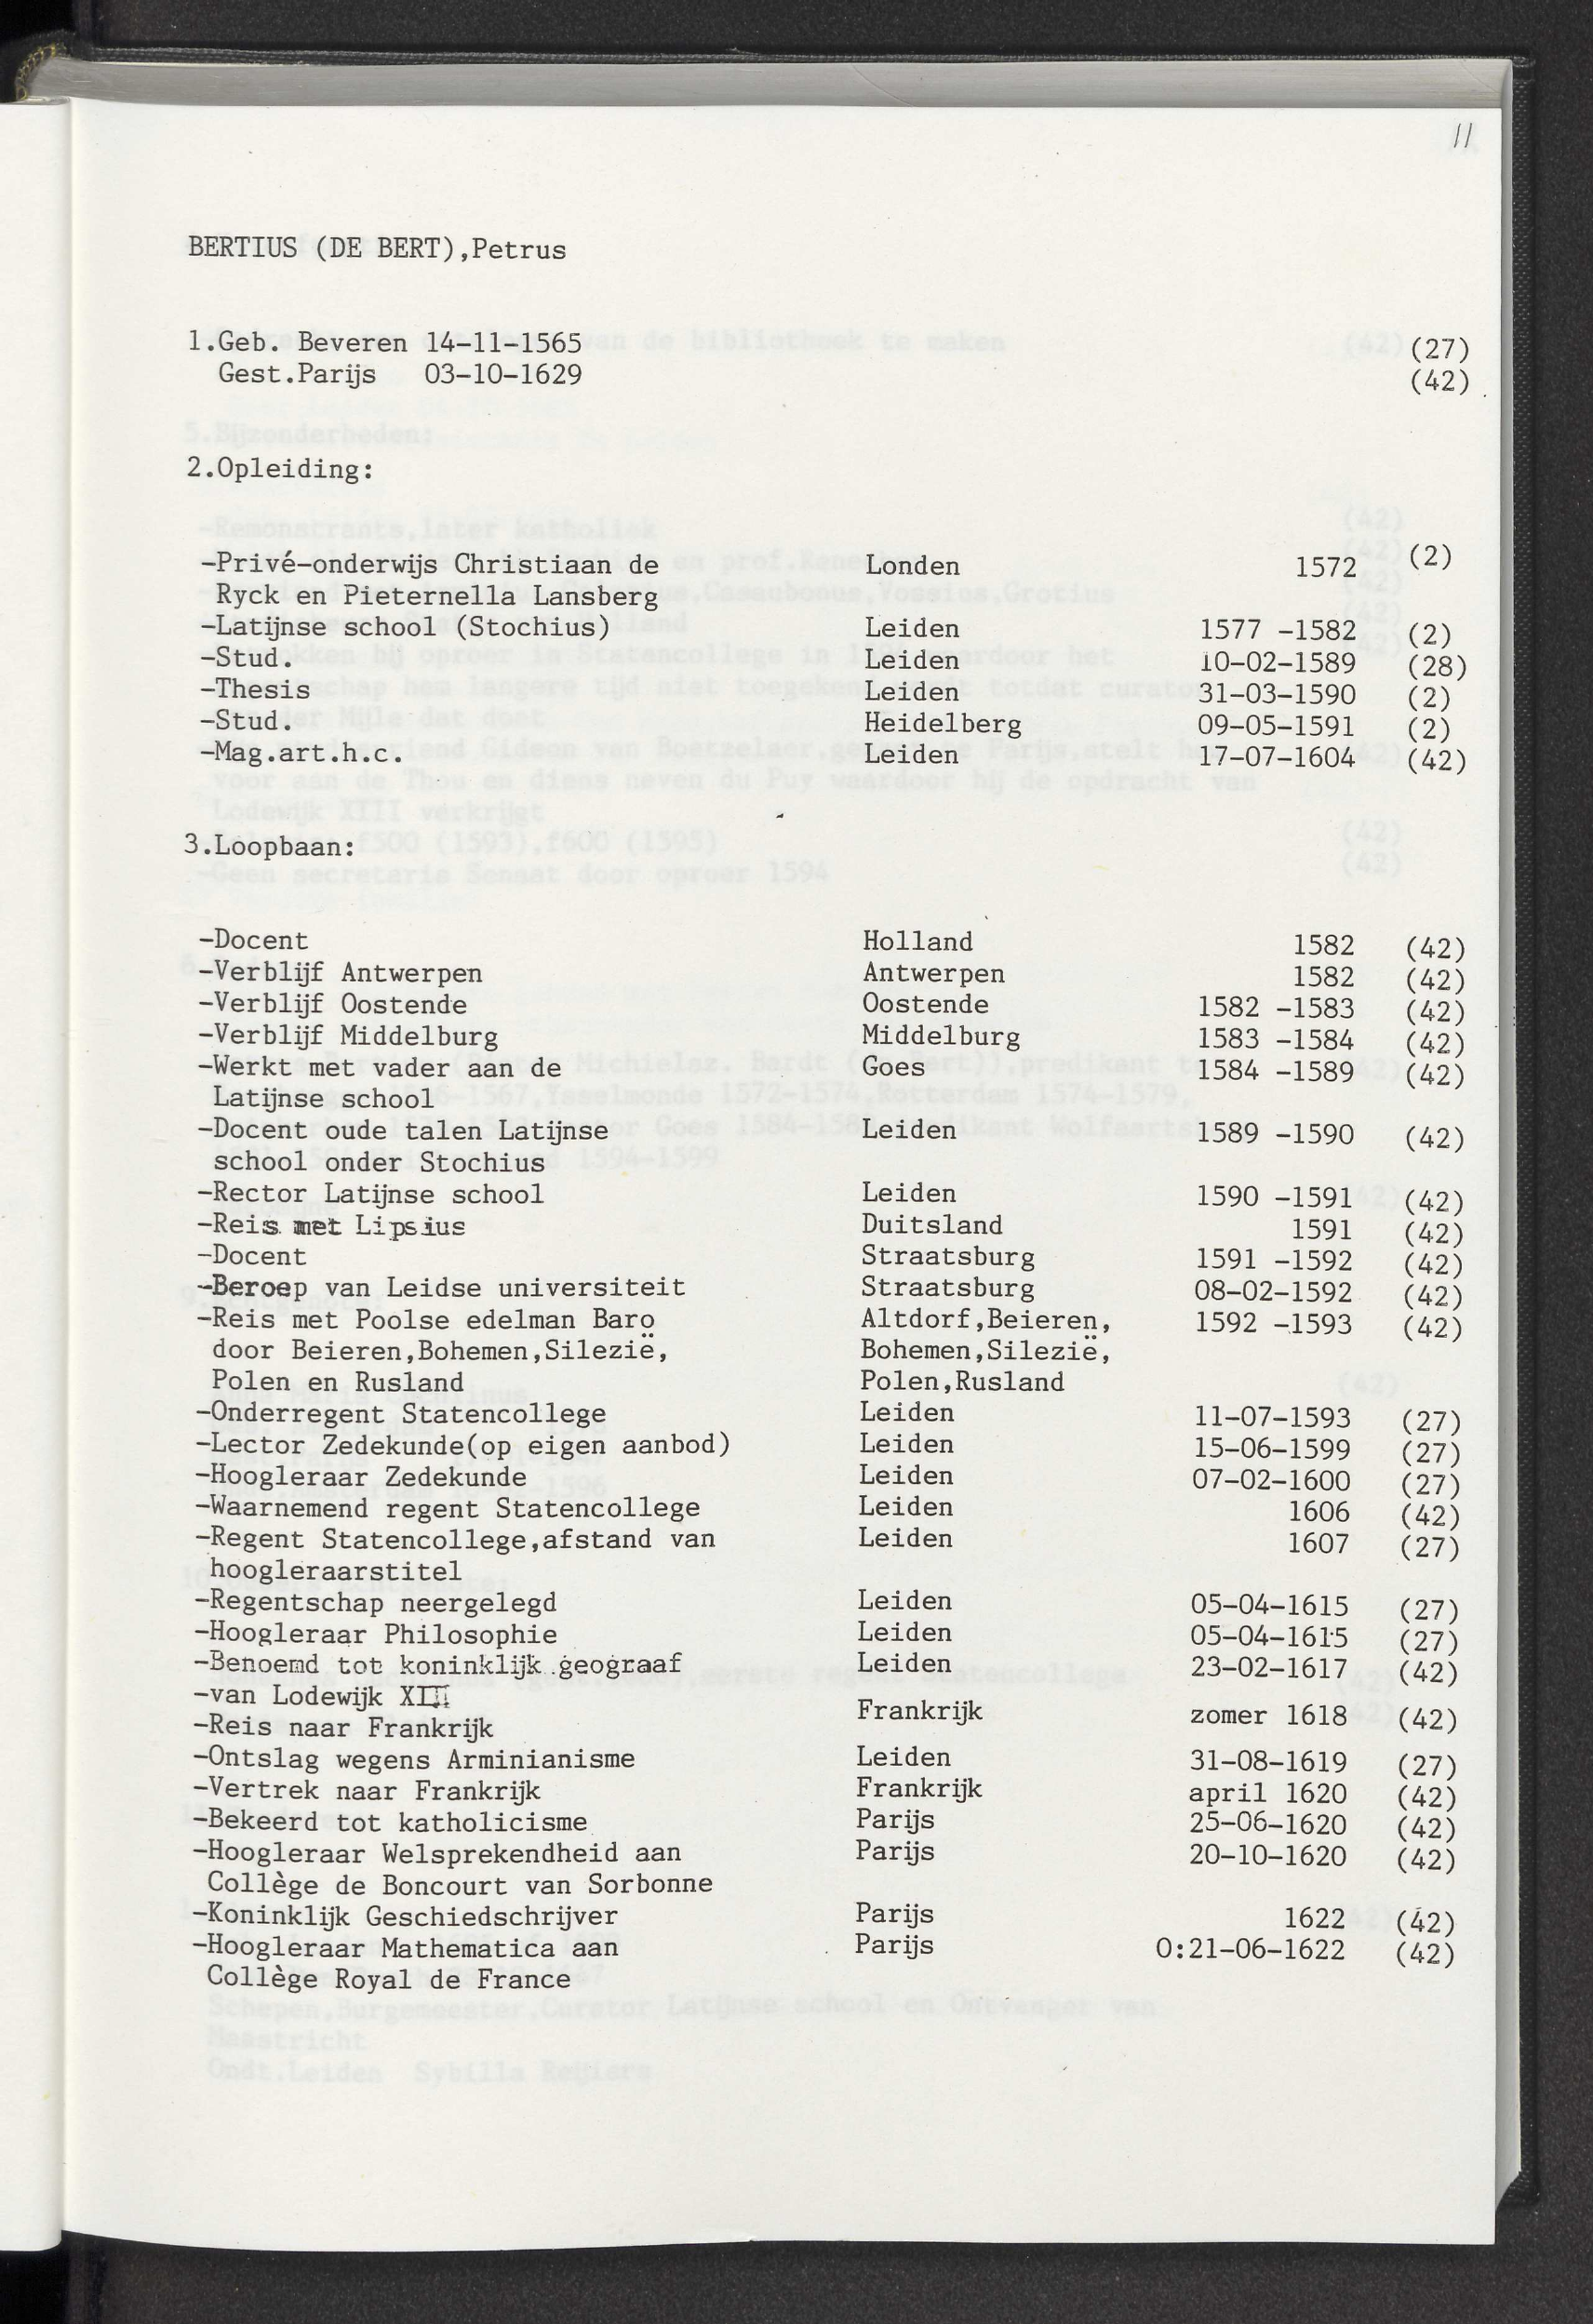 11
BERTIUS (DE BERT),Petrus
1.Geb. Beveren 14-11-1565 (27)
Gest.Parijs 03-10-1629 (42)
2.Opleiding:
-Privé-onderwijs Christiaan de Londen 1572 (2)
Ryck en Pieternella Lansberg
-Latijnse school (Stochius) Leiden 1577 -1582 (2)
-Stud. Leiden 10-02-1589 (28)
-Thesis Leiden 31-03-1590 (2)
-Stud. Heidelberg 09-05-1591 (2)
-Mag.art.h.c. Leiden 17-07-1604 (42)
3.Loopbaan:
-Docent Holland 1582 (42)
-Verblijf Antwerpen Antwerpen 1582 (42)
-Verblijf Oostende Oostende 1582 -1583 (42)
-Verblijf Middelburg Middelburg 1583 -1584 (42)
-Werkt met vader aan de Goes 1584 -1589 (42)
Latijnse school
-Docent oude talen Latijnse Leiden 1589 -1590 (42)
school onder Stochius
-Rector Latijnse school Leiden 1590 -1591 (42)
-Reis met Lipsius Duitsland 1591 (42)
-Docent Straatsburg 1591 -1592 (42)
-Beroep van Leidse universiteit Straatsburg 08-02-1592 (42)
-Reis met Poolse edelman Baro Altdorf,Beieren, 1592 -1593 (42)
door Beieren,Bohemen,Silezië, Bohemen,Silezië,
Polen en Rusland Polen,Rusland
-Onderregent Statencollege Leiden 11-07-1593 (27)
-Lector Zedekunde(op eigen aanbod) Leiden 15-06-1599 (27)
-Hoogleraar Zedekunde Leiden 07-02-1600 (27)
-Waarnemend regent Statencollege Leiden 1606 (42)
-Regent Statencollege,afstand van Leiden 1607 (27)
hoogleraarstitel
-Regentschap neergelegd Leiden 05-04-1615 (27)
-Hoogleraar Philosophie Leiden 05-04-1615 (27)
-Benoemd tot koninklijk geograaf Leiden 23-02-1617 (42)
-van Lodewijk XIII
-Reis naar Frankrijk Frankrijk zomer 1618 (42)
-Ontslag wegens Arminianisme Leiden 31-08-1619 (27)
-Vertrek naar Frankrijk Frankrijk april 1620 (42)
-Bekeerd tot katholicisme Parijs 25-06-1620 (42)
-Hoogleraar Welsprekendheid aan Parijs 20-10-1620 (42)
Collège de Boncourt van Sorbonne
-Koninklijk Geschiedschrijver Parijs 1622 (42)
-Hoogleraar Mathematica aan Parijs O:21-06-1622 (42)
Collège Royal de France